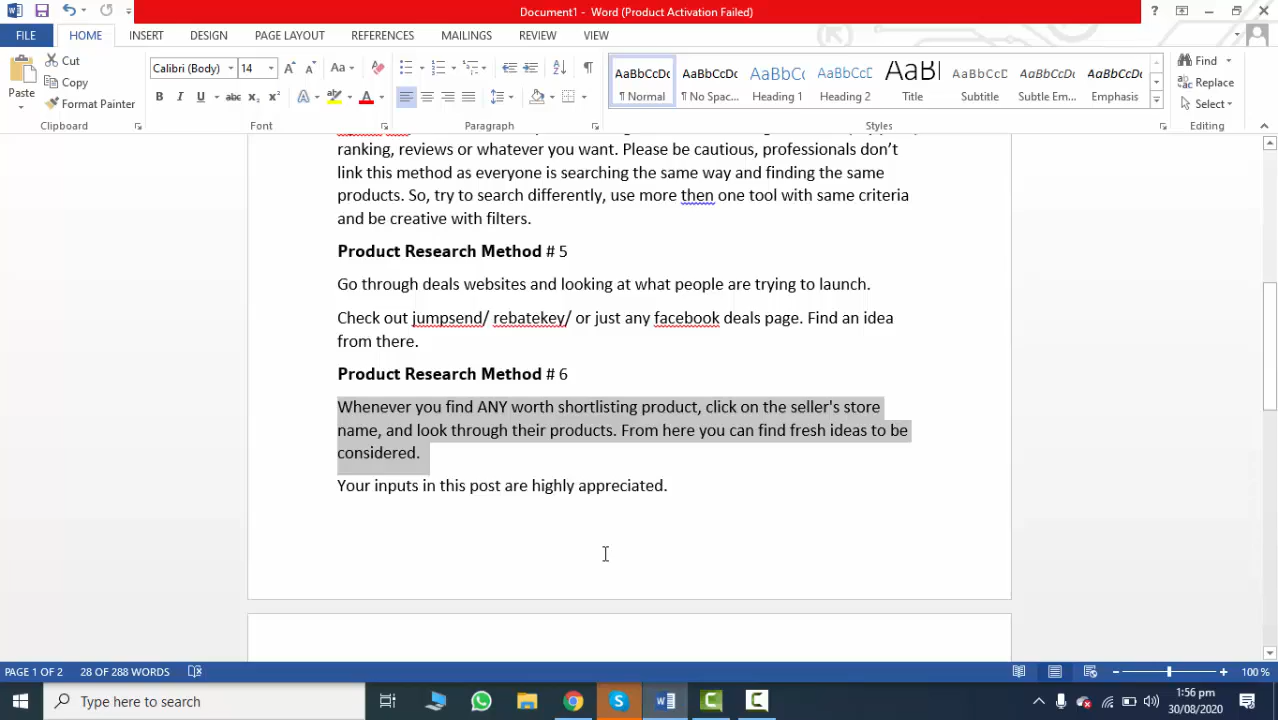 Document1 - Word (Product Activation Failed)
FILE HOME INSERT DESIGN PAGE LAYOUT REFERENCES MAILINGS REVIEW VIEW
Paste
Cut
Copy
Format Painter
Clipboard
Calibri (Body) 14
Font
Paragraph
AaBbCcDc AaBbCcDc AaBbCc AaBbCcD AaBI AaBbCcD AaBbCcDc AaBbCcDc
¶ Normal ¶ No Spac... Heading 1 Heading 2 Title Subtitle Subtle Em... Emphasis
Styles
Find
Replace
Select
Editing
ranking, reviews or whatever you want. Please be cautious, professionals don’t
link this method as everyone is searching the same way and finding the same
products. So, try to search differently, use more then one tool with same criteria
and be creative with filters.
Product Research Method # 5
Go through deals websites and looking at what people are trying to launch.
Check out jumpsend/ rebatekey/ or just any facebook deals page. Find an idea
from there.
Product Research Method # 6
Whenever you find ANY worth shortlisting product, click on the seller's store
name, and look through their products. From here you can find fresh ideas to be
considered.
Your inputs in this post are highly appreciated.
PAGE 1 OF 2 28 OF 288 WORDS 100 %
Type here to search
1:56 pm
30/08/2020